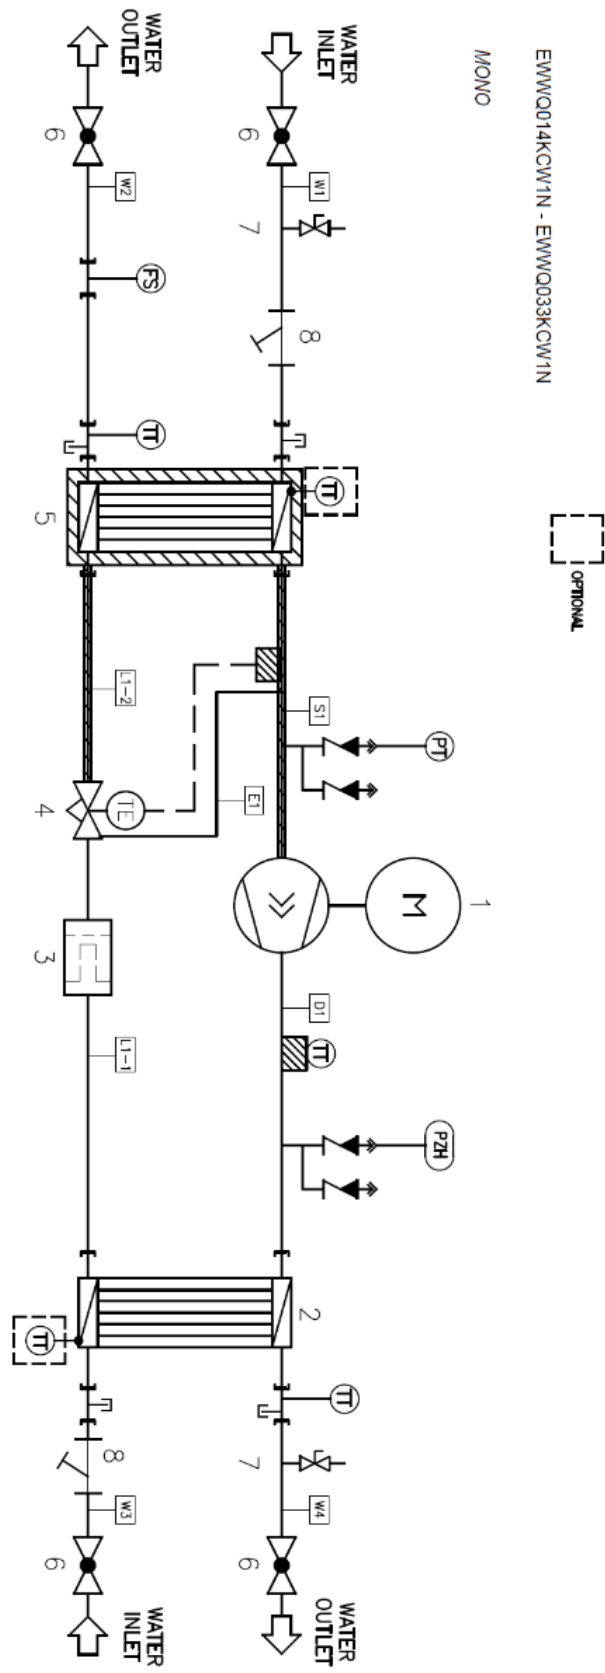 EWWQ014KCW1N - EWWQ033KCW1N
OPTIONAL
MONO
1
PT
M
PZH
WATER
INLET
W1
7
6
8
TT
S1
D1
TT
2
TT
7
W4
6
WATER
OUTLET
E1
WATER
OUTLET
W2
6
FS
TT
5
L1-2
TE
4
3
L1-1
TT
8
W3
6
WATER
INLET